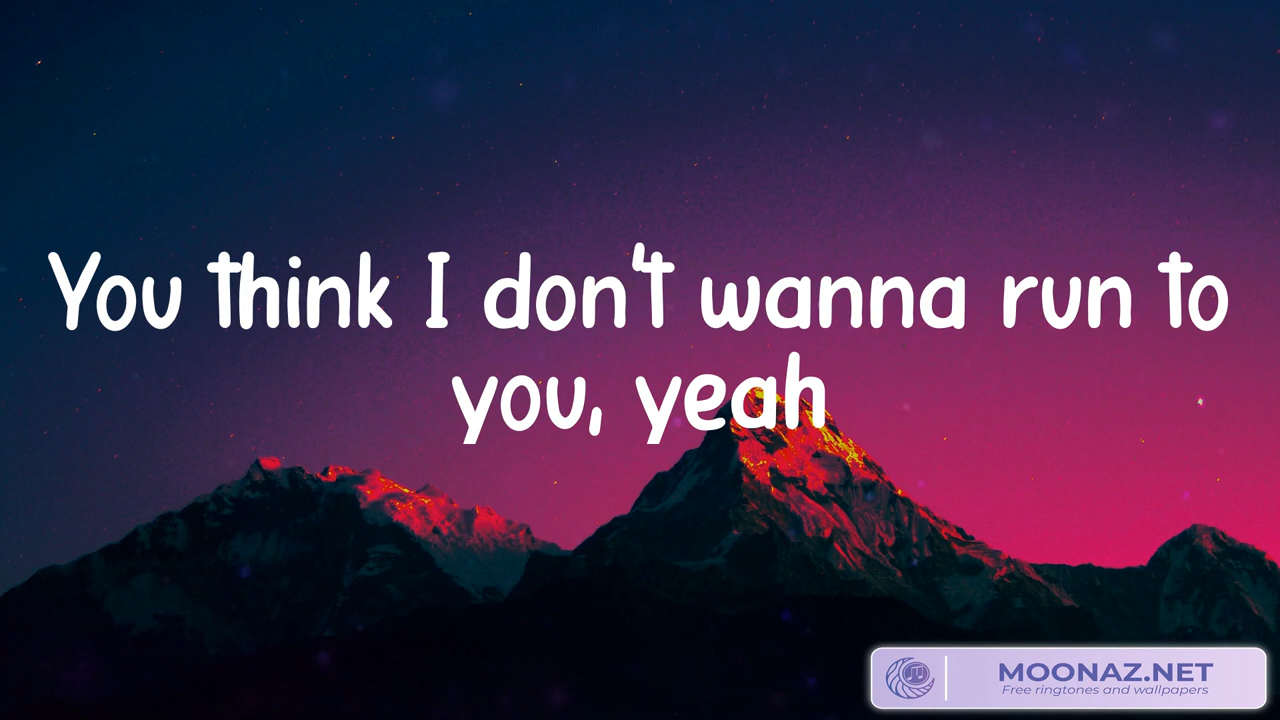 You think I don't wanna run to
you, yeah
MOONAZ.NET
Free ringtones and wallpapers